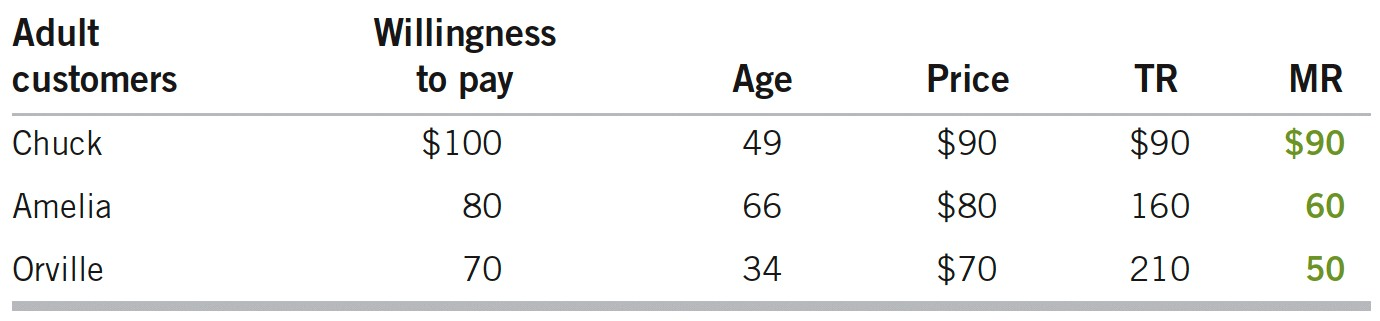 Adult Willingness
customers to pay Age Price TR MR
Chuck $100 49 $90 $90 $90
Amelia 80 66 $80 160 60
Orville 70 34 $70 210 50